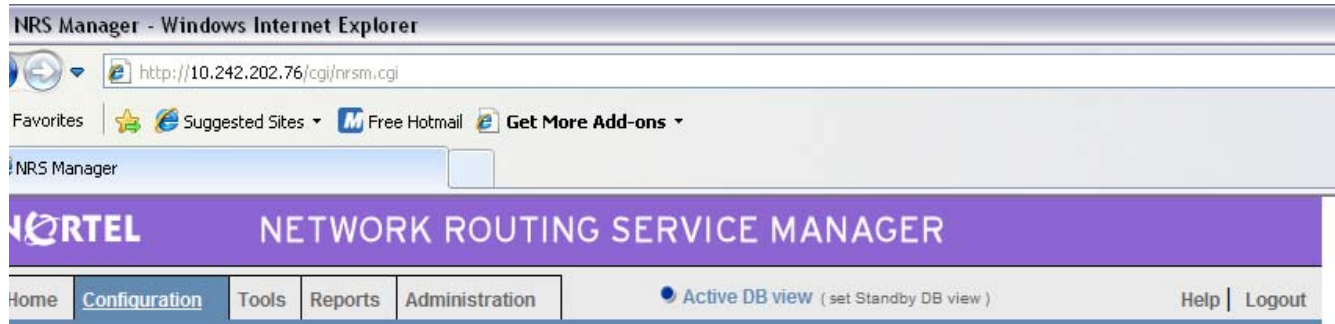 NRS Manager - Windows Internet Explorer
http://10.242.202.76/cgi/nrsm.cgi
Favorites Suggested Sites Free Hotmail Get More Add-ons
NRS Manager
NORTEL NETWORK ROUTING SERVICE MANAGER
Home Configuration Tools Reports Administration Active DB view ( set Standby DB view ) Help | Logout